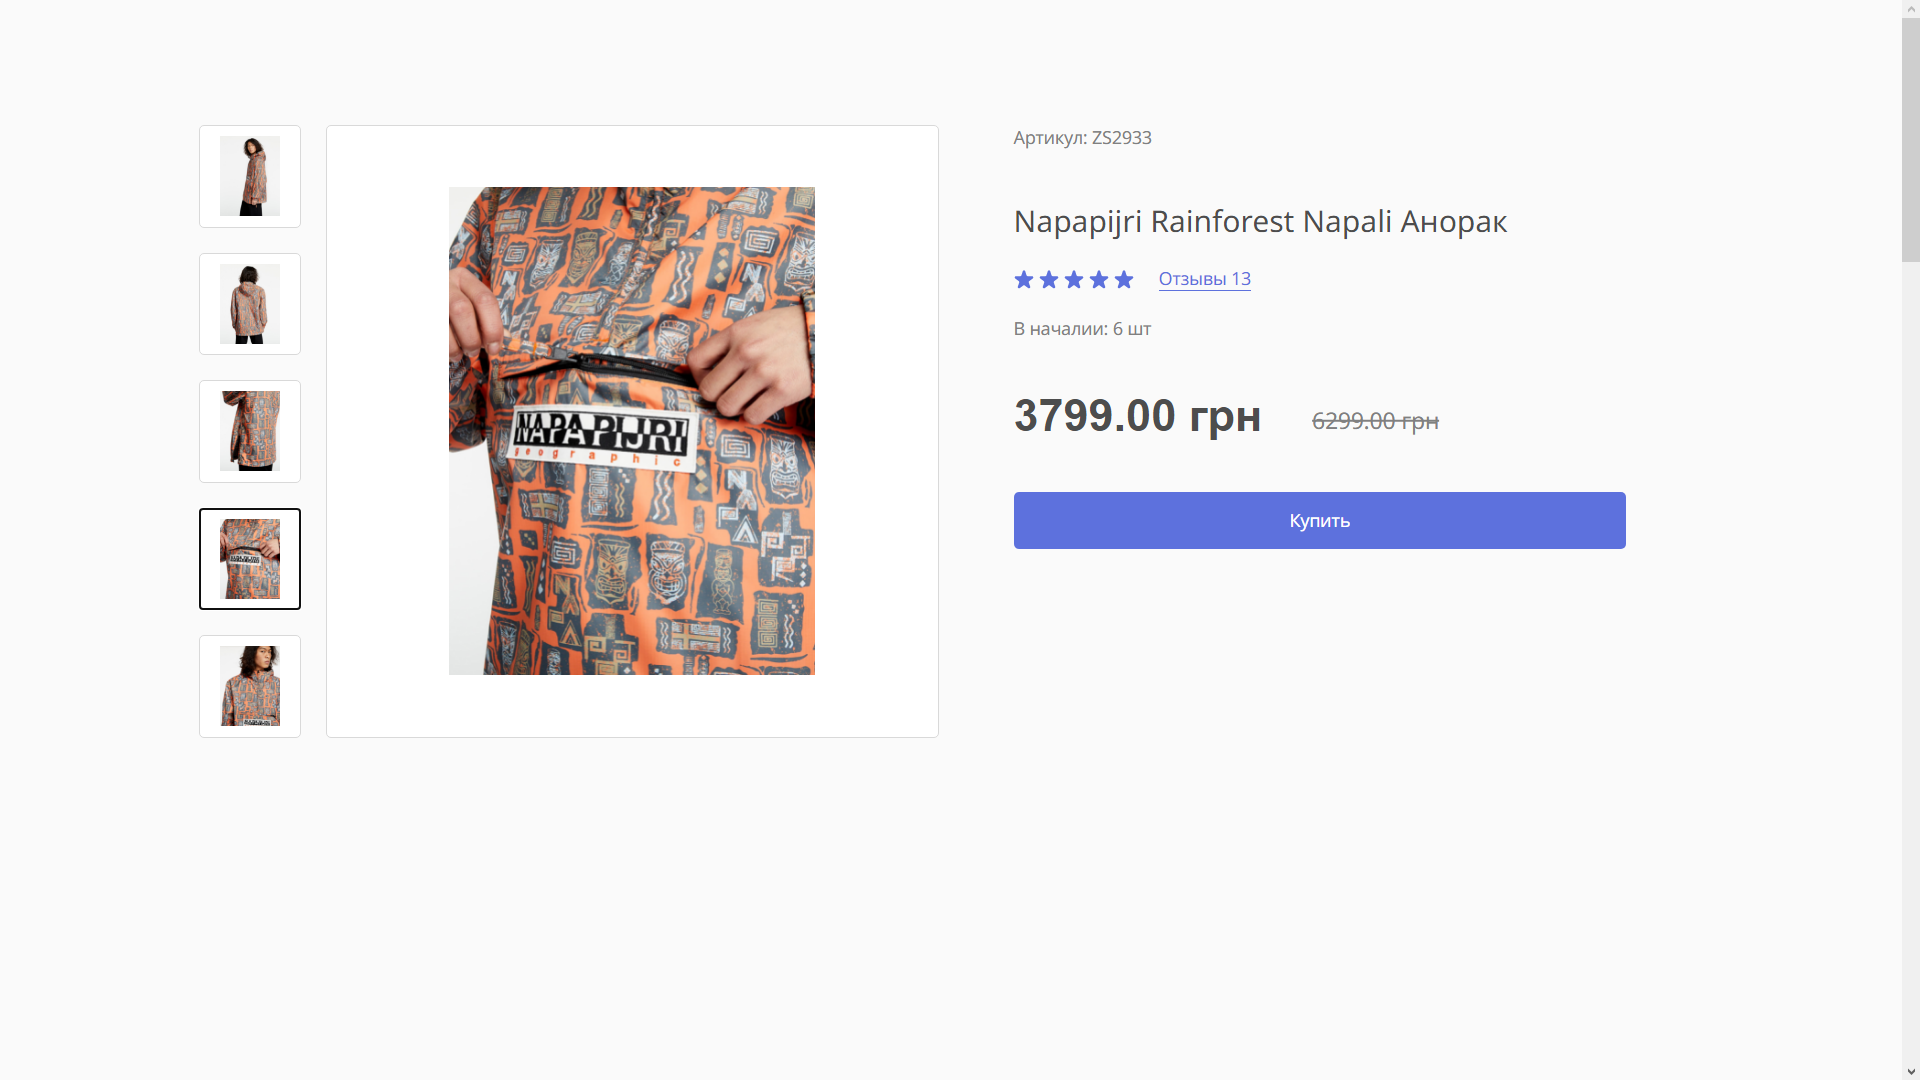 Артикул: ZS2933
Napapijri Rainforest Napali Анорак
Отзывы 13
В началии: 6 шт
3799.00 грн
6299.00 грн
Купить
NAPAPIJRI
geographic